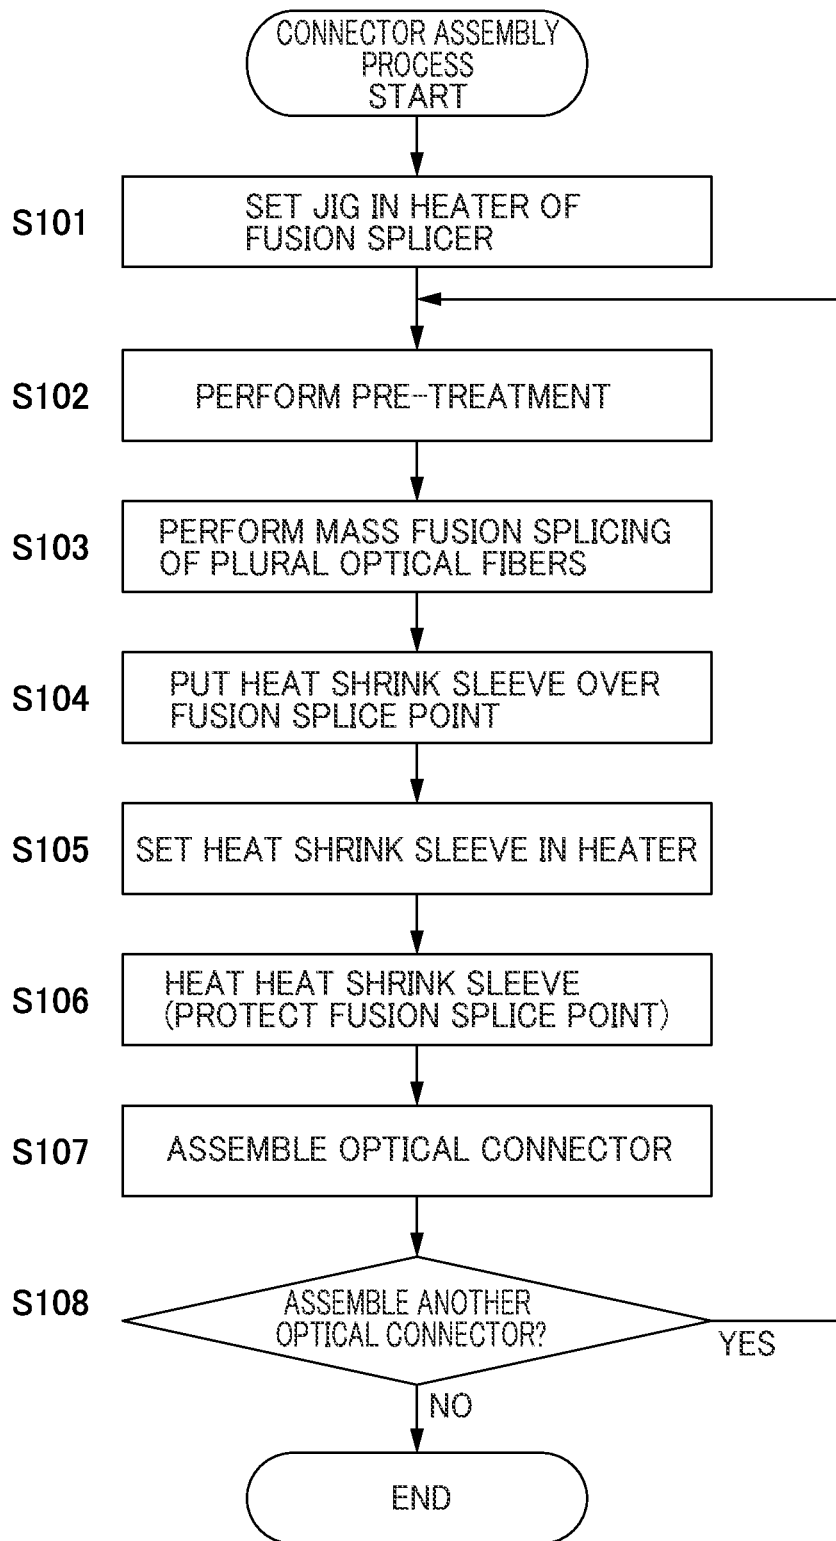 CONNECTOR ASSEMBLY
PROCESS
START
S101
SET JIG IN HEATER OF
FUSION SPLICER
S102
PERFORM PRE-TREATMENT
S103
PERFORM MASS FUSION SPLICING
OF PLURAL OPTICAL FIBERS
S104
PUT HEAT SHRINK SLEEVE OVER
FUSION SPLICE POINT
S105
SET HEAT SHRINK SLEEVE IN HEATER
S106
HEAT HEAT SHRINK SLEEVE
(PROTECT FUSION SPLICE POINT)
S107
ASSEMBLE OPTICAL CONNECTOR
S108
ASSEMBLE ANOTHER
OPTICAL CONNECTOR?
YES
NO
END